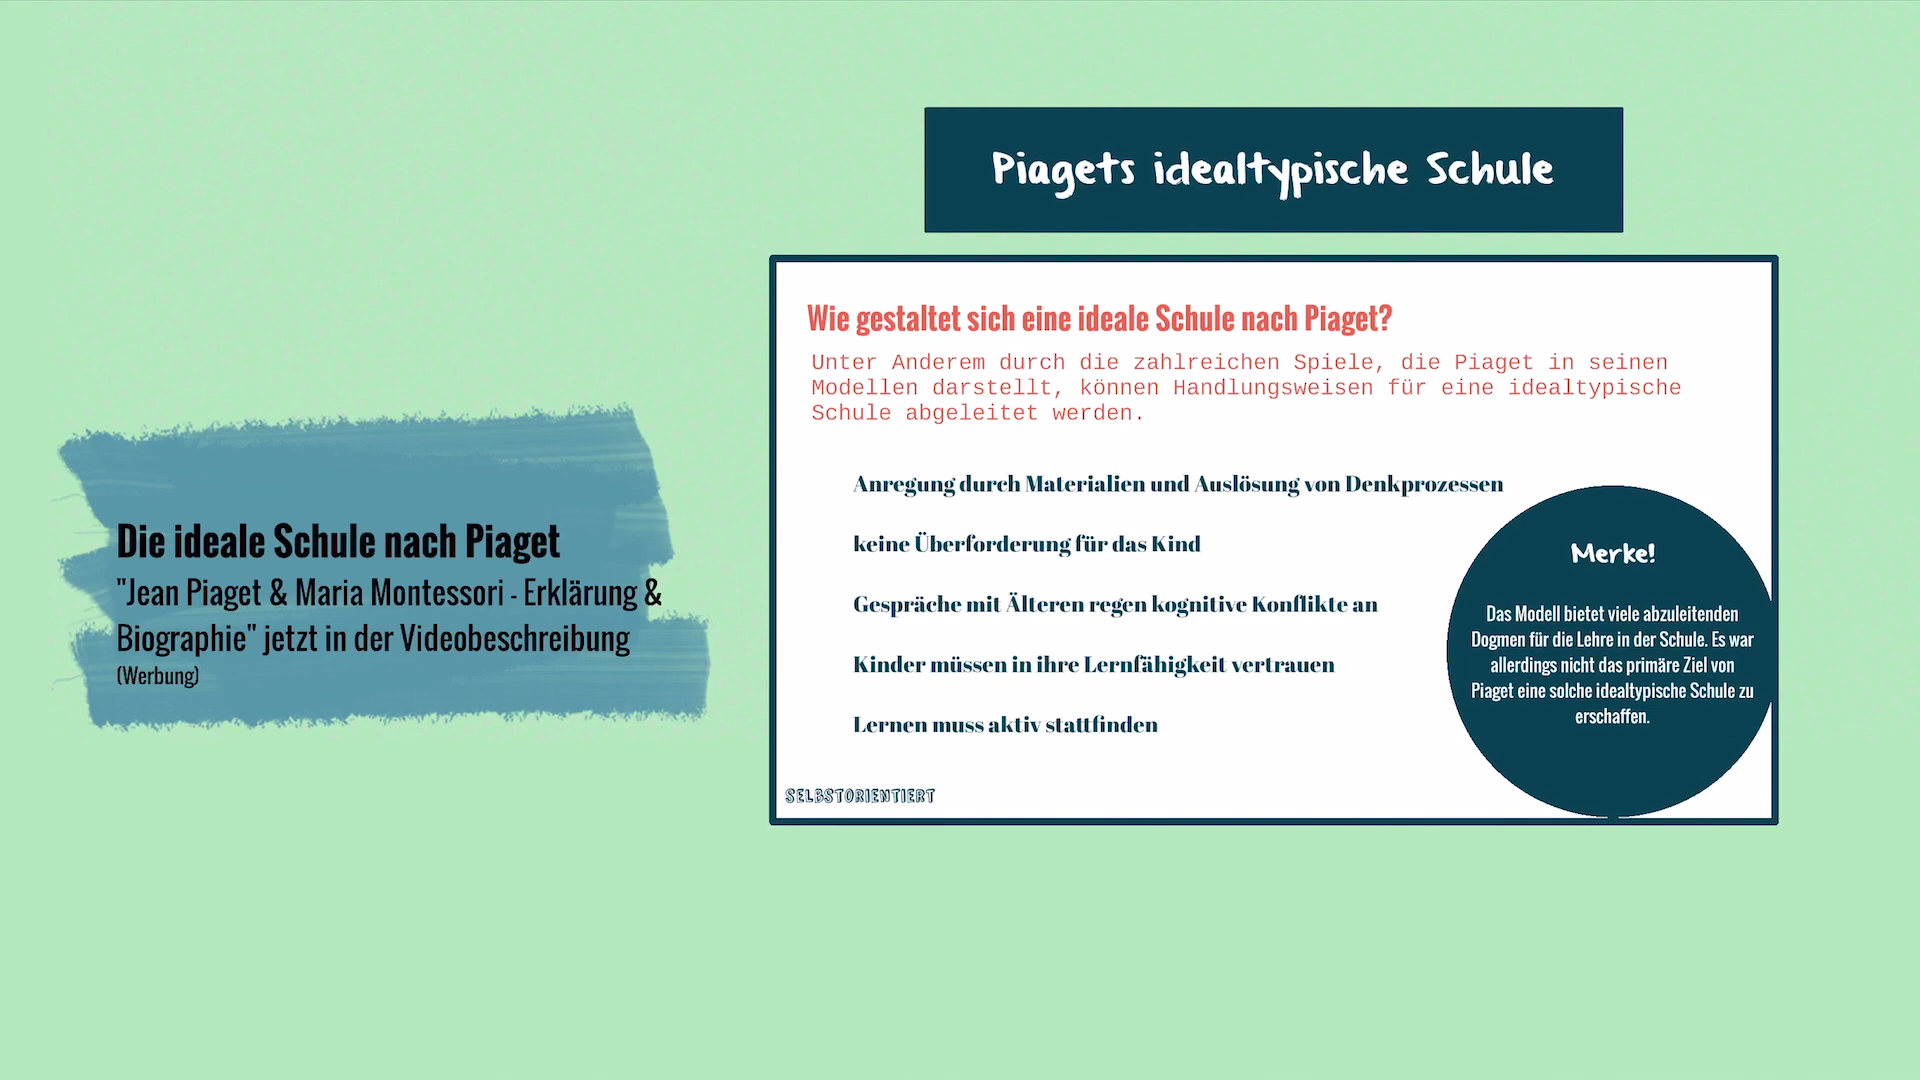 Piagets idealtypische Schule
Wie gestaltet sich eine ideale Schule nach Piaget?
Unter Anderem durch die zahlreichen Spiele, die Piaget in seinen
Modellen darstellt, können Handlungsweisen für eine idealtypische
Schule abgeleitet werden.
Anregung durch Materialien und Auslösung von Denkprozessen
keine Überforderung für das Kind
Gespräche mit Älteren regen kognitive Konflikte an
Kinder müssen in ihre Lernfähigkeit vertrauen
Lernen muss aktiv stattfinden
SELBSTORIENTIERT
Merke!
Das Modell bietet viele abzuleitenden
Dogmen für die Lehre in der Schule. Es war
allerdings nicht das primäre Ziel von
Piaget eine solche idealtypische Schule zu
erschaffen.
Die ideale Schule nach Piaget
"Jean Piaget & Maria Montessori - Erklärung &
Biographie" jetzt in der Videobeschreibung
(Werbung)